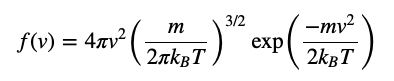 f(v) = 4πv² (m / 2πk_BT)^{3/2} exp(−mv² / 2k_BT)